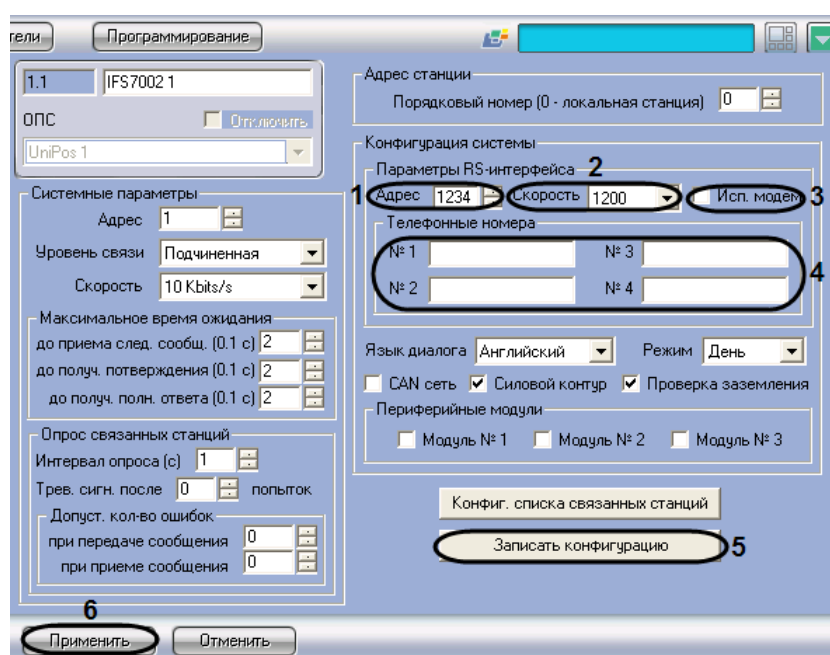 тели
Программирование
1.1
IFS7002 1
ОПС
Отключить
UniPos 1
Системные параметры
Адрес 1
Уровень связи Подчиненная
Скорость 10 Kbits/s
Максимальное время ожидания
до приема след. сообщ. (0.1 с) 2
до получ. потверждения (0.1 с) 2
до получ. полн. ответа (0.1 с) 2
Опрос связанных станций
Интервал опроса (с) 1
Трев. сигн. после 0 попыток
Допуст. кол-во ошибок
при передаче сообщения 0
при приеме сообщения 0
Адрес станции
Порядковый номер (0 - локальная станция) 0
Конфигурация системы
Параметры RS-интерфейса 2
1 Адрес 1234 Скорость 1200 Исп. модем 3
Телефонные номера
№ 1 № 3
4
№ 2 № 4
Язык диалога Английский Режим День
CAN сеть Силовой контур Проверка заземления
Периферийные модули
Модуль № 1 Модуль № 2 Модуль № 3
Конфиг. списка связанных станций
Записать конфигурацию 5
6
Применить Отменить